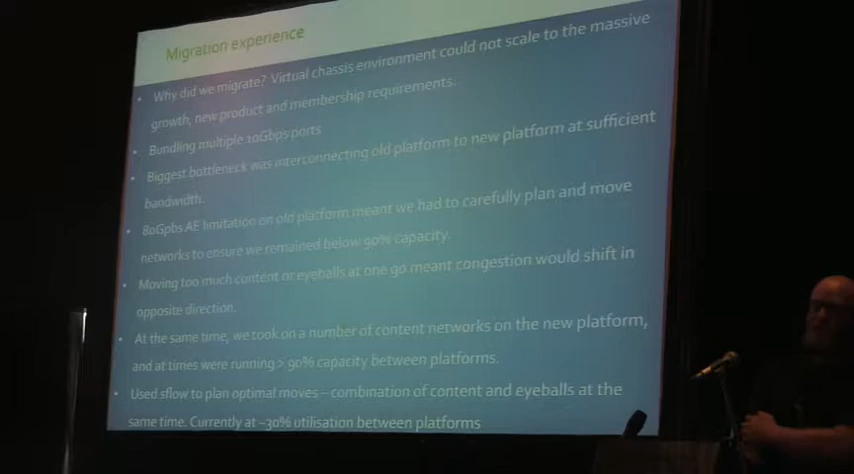 Migration experience
• Why did we migrate? Virtual chassis environment could not scale to the massive
growth, new product and membership requirements.
• Bundling multiple 10Gbps ports
• Biggest bottleneck was interconnecting old platform to new platform at sufficient
bandwidth.
• 80Gpbs AE limitation on old platform meant we had to carefully plan and move
networks to ensure we remained below 90% capacity.
• Moving too much content or eyeballs at one go meant congestion would shift in
opposite direction.
• At the same time, we took on a number of content networks on the new platform,
and at times were running > 90% capacity between platforms.
• Used sflow to plan optimal moves – combination of content and eyeballs at the
same time. Currently at ~30% utilisation between platforms